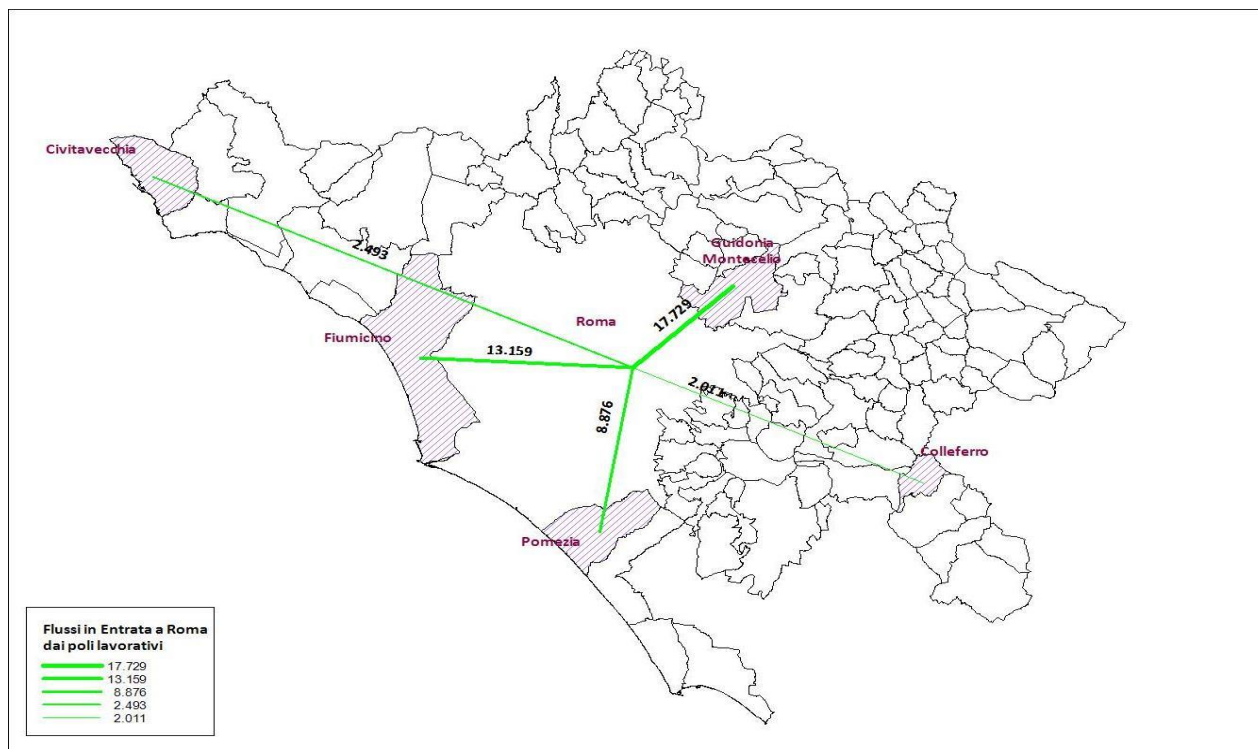 Civitavecchia
2.493
Guidonia
Montecelio
17.729
Roma
Fiumicino
13.159
2.011
8.876
Colleferro
Pomezia
Flussi in Entrata a Roma
dai poli lavorativi
17.729
13.159
8.876
2.493
2.011